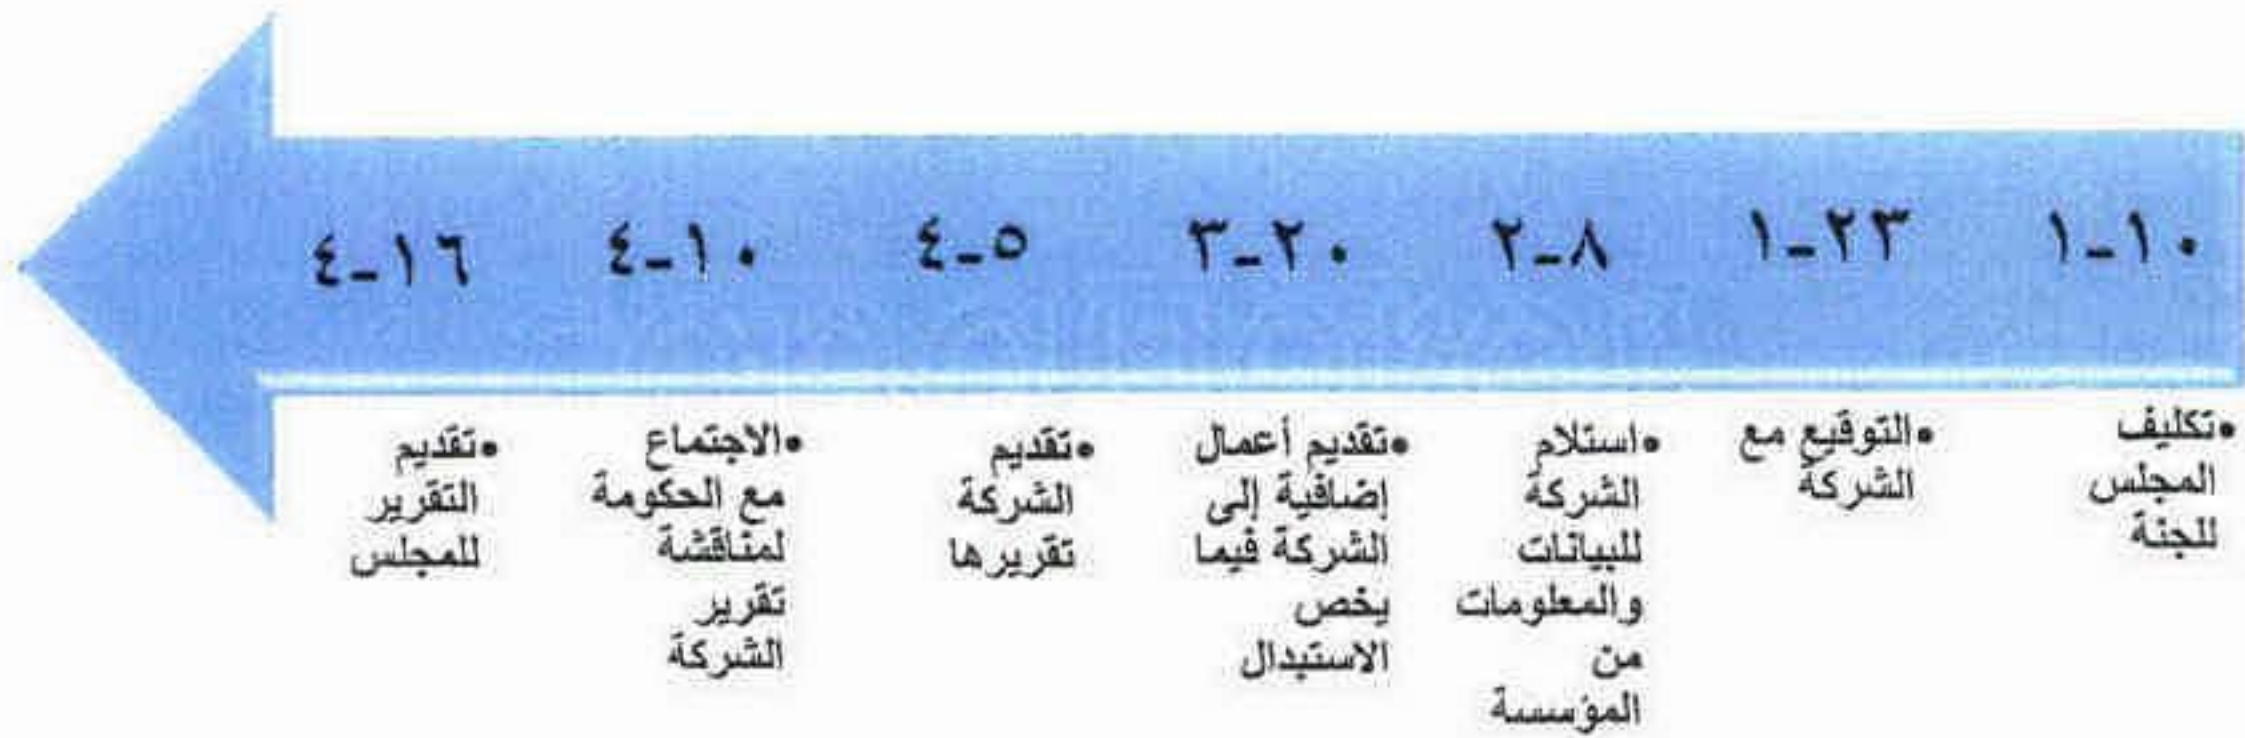 ١٠-١
٢٣-١
٨-٢
٢٠-٣
٥-٤
١٠-٤
١٦-٤
•تكليف
المجلس
للجنة
•التوقيع مع
الشركة
•استلام
الشركة
للبيانات
والمعلومات
من
المؤسسة
•تقديم أعمال
إضافية إلى
الشركة فيما
يخص
الاستبدال
•تقديم
الشركة
تقريرها
•الاجتماع
مع الحكومة
لمناقشة
تقرير
الشركة
•تقديم
التقرير
للمجلس